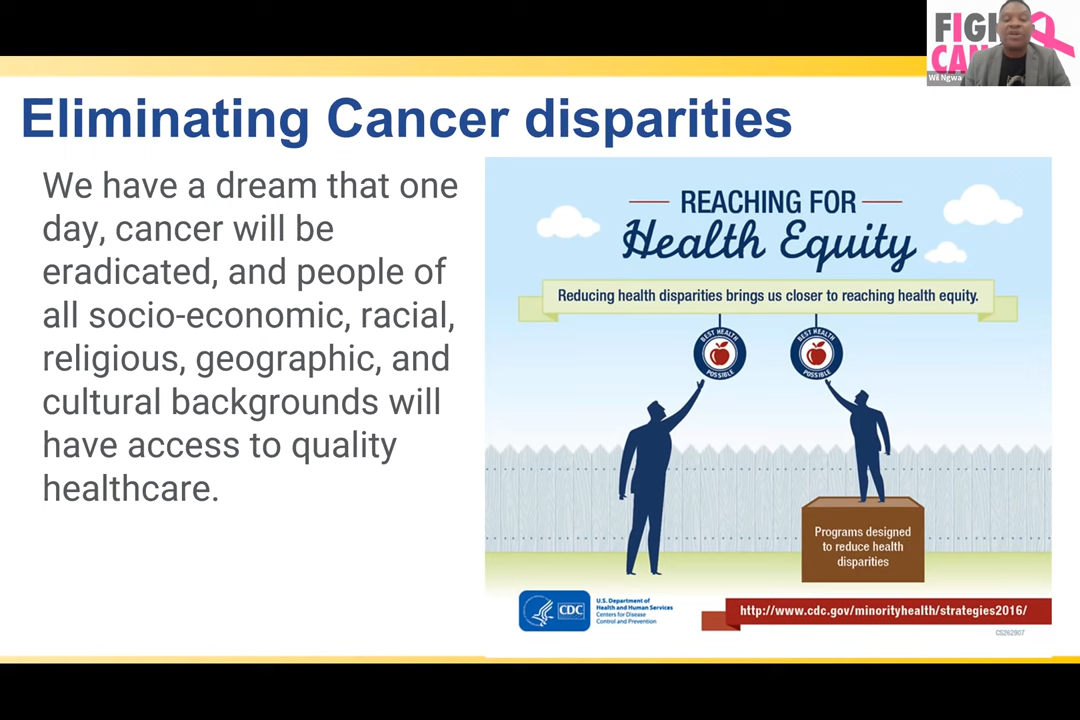 FIGH
CAN
Wil Ngwa
Eliminating Cancer disparities
We have a dream that one
day, cancer will be
eradicated, and people of
all socio-economic, racial,
religious, geographic, and
cultural backgrounds will
have access to quality
healthcare.
REACHING FOR
Health Equity
Reducing health disparities brings us closer to reaching health equity.
BEST HEALTH
POSSIBLE
BEST HEALTH
POSSIBLE
Programs designed
to reduce health
disparities
CDC
U.S. Department of
Health and Human Services
Centers for Disease
Control and Prevention
http://www.cdc.gov/minorityhealth/strategies2016/
CS262907